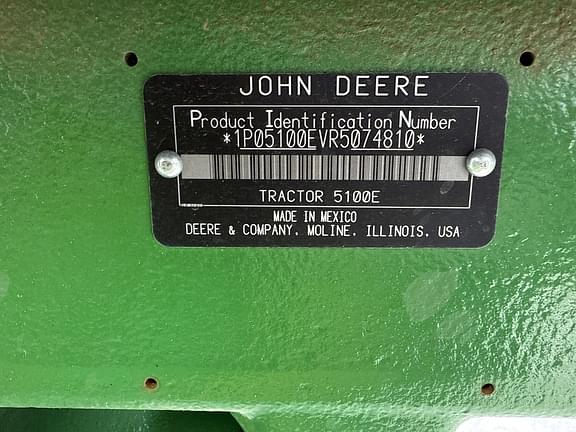 JOHN DEERE
Product Identification Number
*1P05100EVR5074810*
TRACTOR 5100E
MADE IN MEXICO
DEERE & COMPANY, MOLINE, ILLINOIS, USA